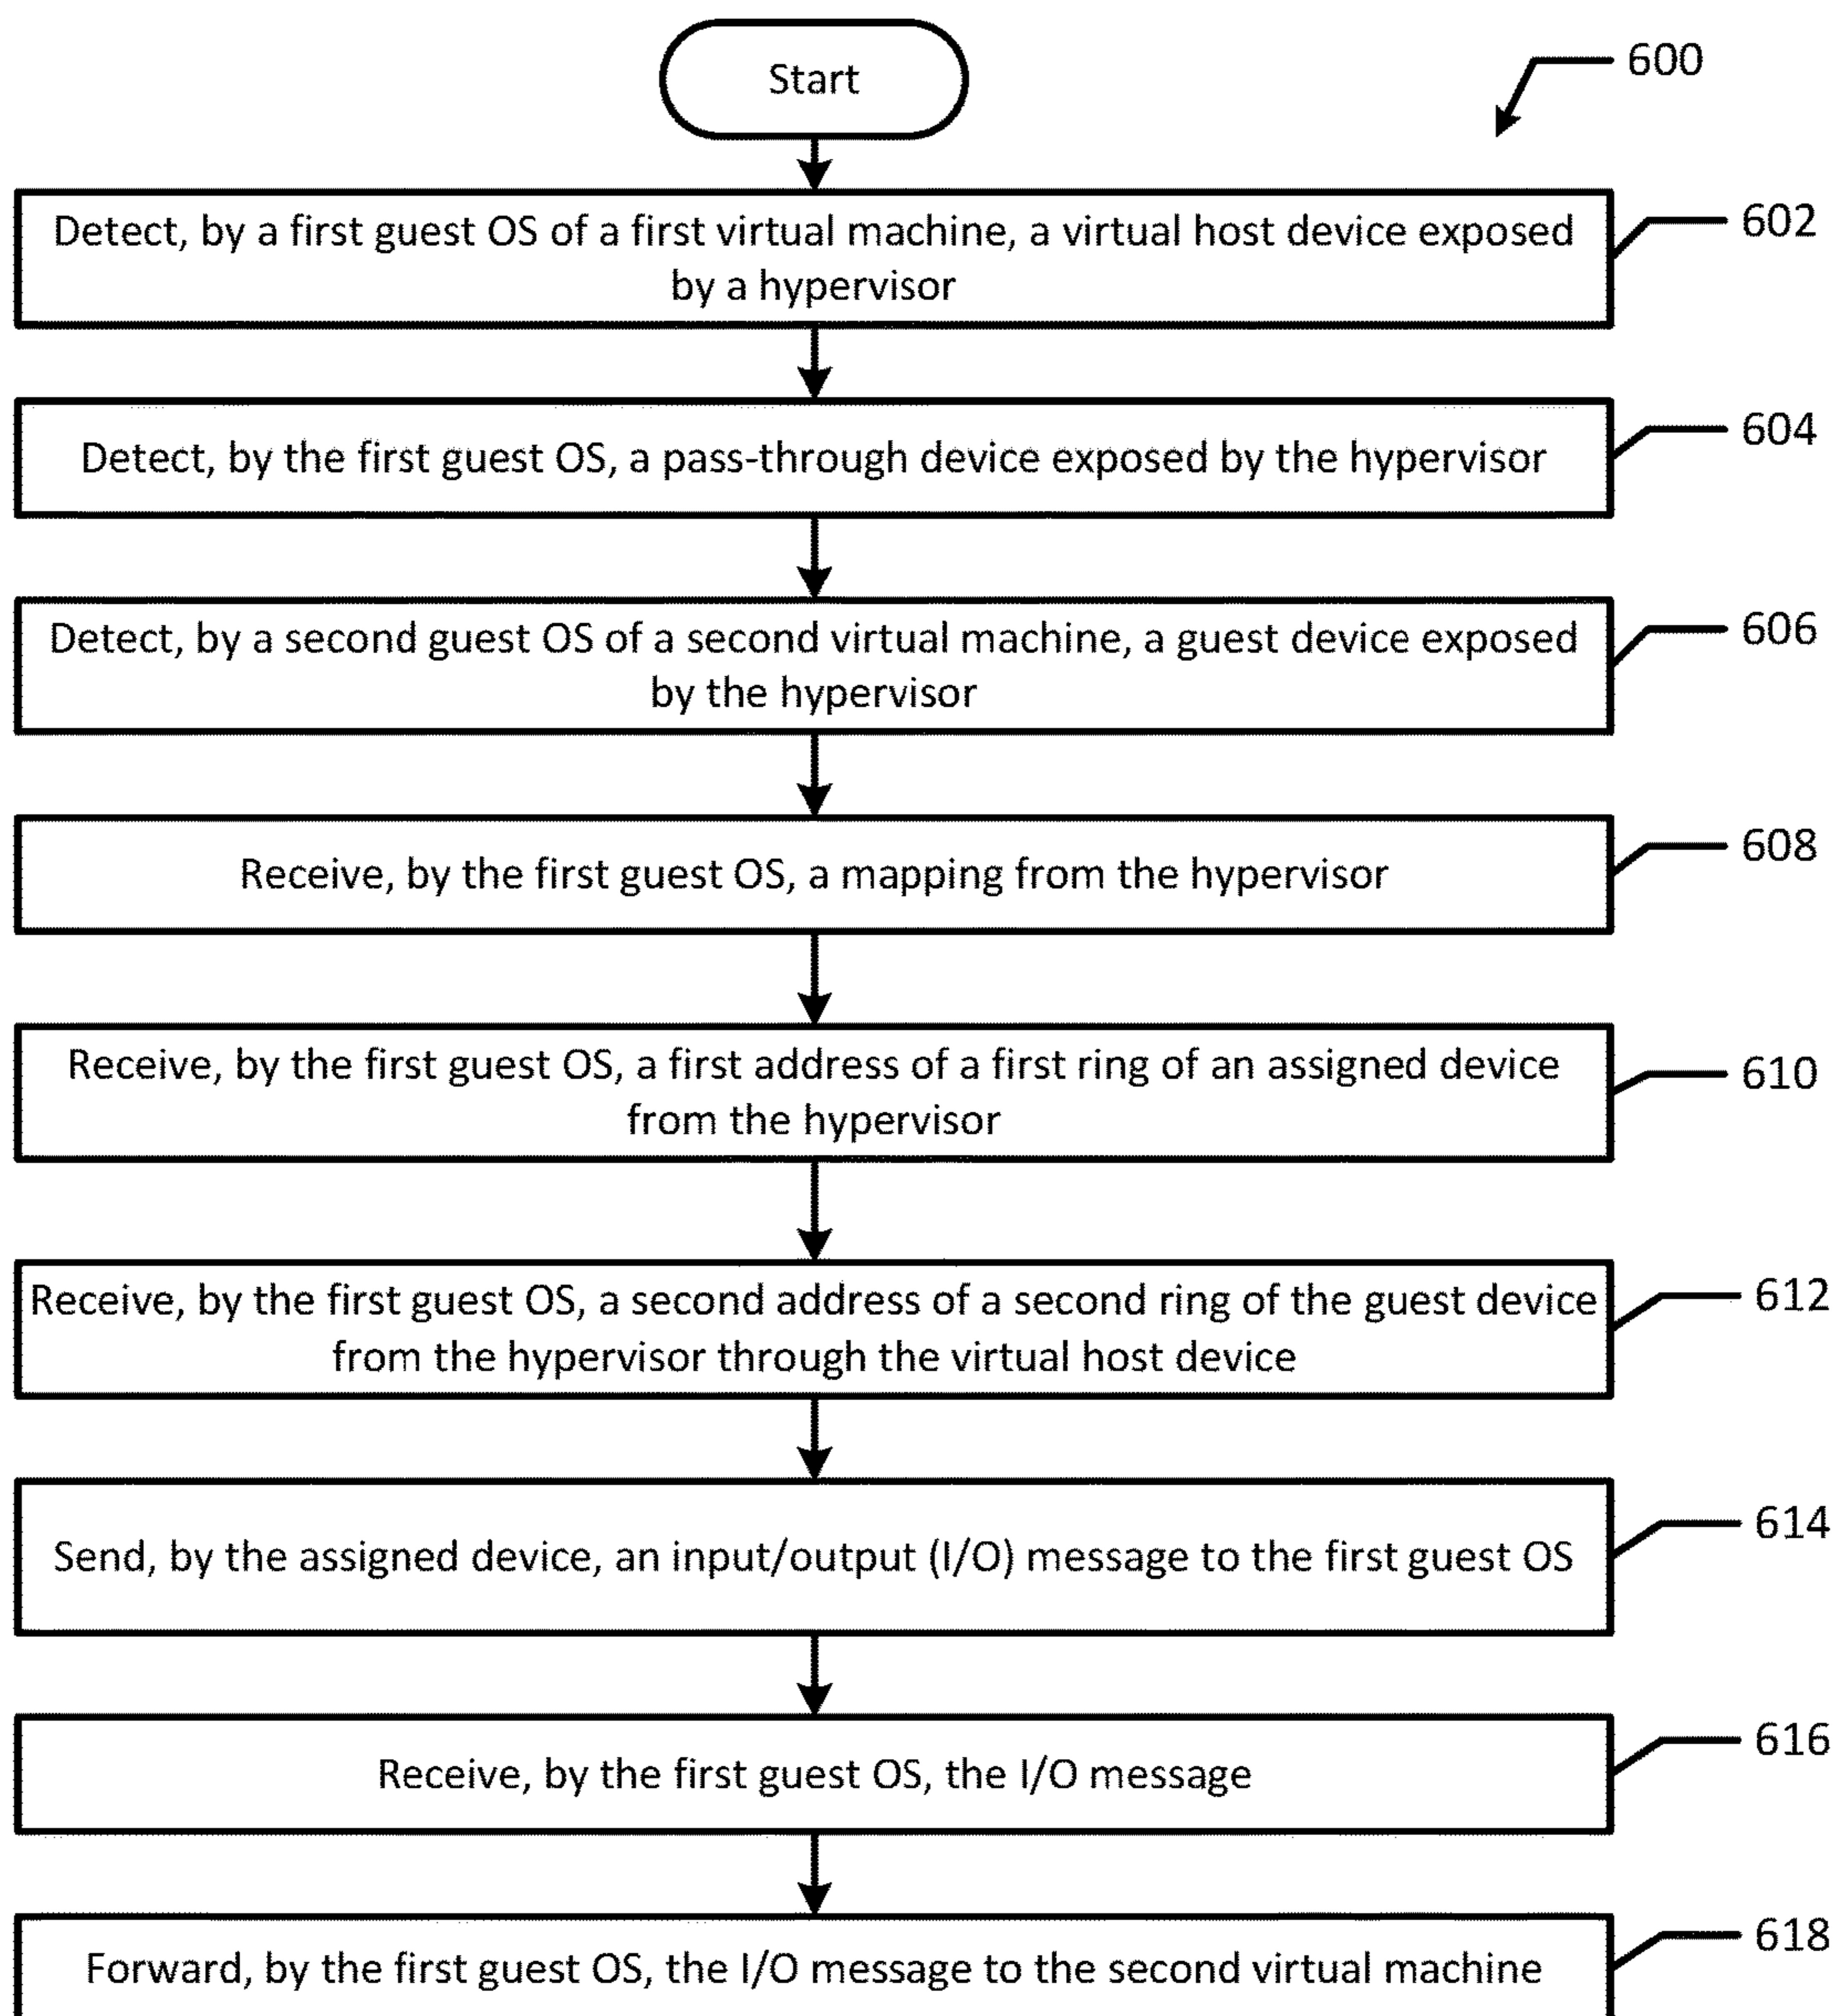 Start
600
Detect, by a first guest OS of a first virtual machine, a virtual host device exposed
by a hypervisor
602
Detect, by the first guest OS, a pass-through device exposed by the hypervisor
604
Detect, by a second guest OS of a second virtual machine, a guest device exposed
by the hypervisor
606
Receive, by the first guest OS, a mapping from the hypervisor
608
Receive, by the first guest OS, a first address of a first ring of an assigned device
from the hypervisor
610
Receive, by the first guest OS, a second address of a second ring of the guest device
from the hypervisor through the virtual host device
612
Send, by the assigned device, an input/output (I/O) message to the first guest OS
614
Receive, by the first guest OS, the I/O message
616
Forward, by the first guest OS, the I/O message to the second virtual machine
618